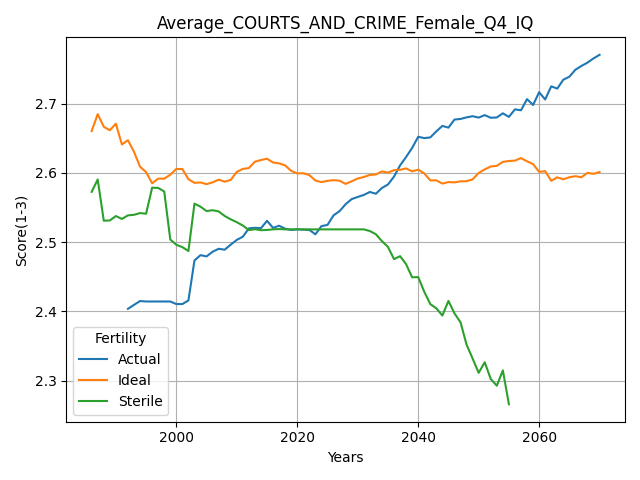 Average_COURTS_AND_CRIME_Female_Q4_IQ
Score(1-3)
2.7
2.6
2.5
2.4
2.3
Fertility
Actual
Ideal
Sterile
2000 2020 2040 2060
Years